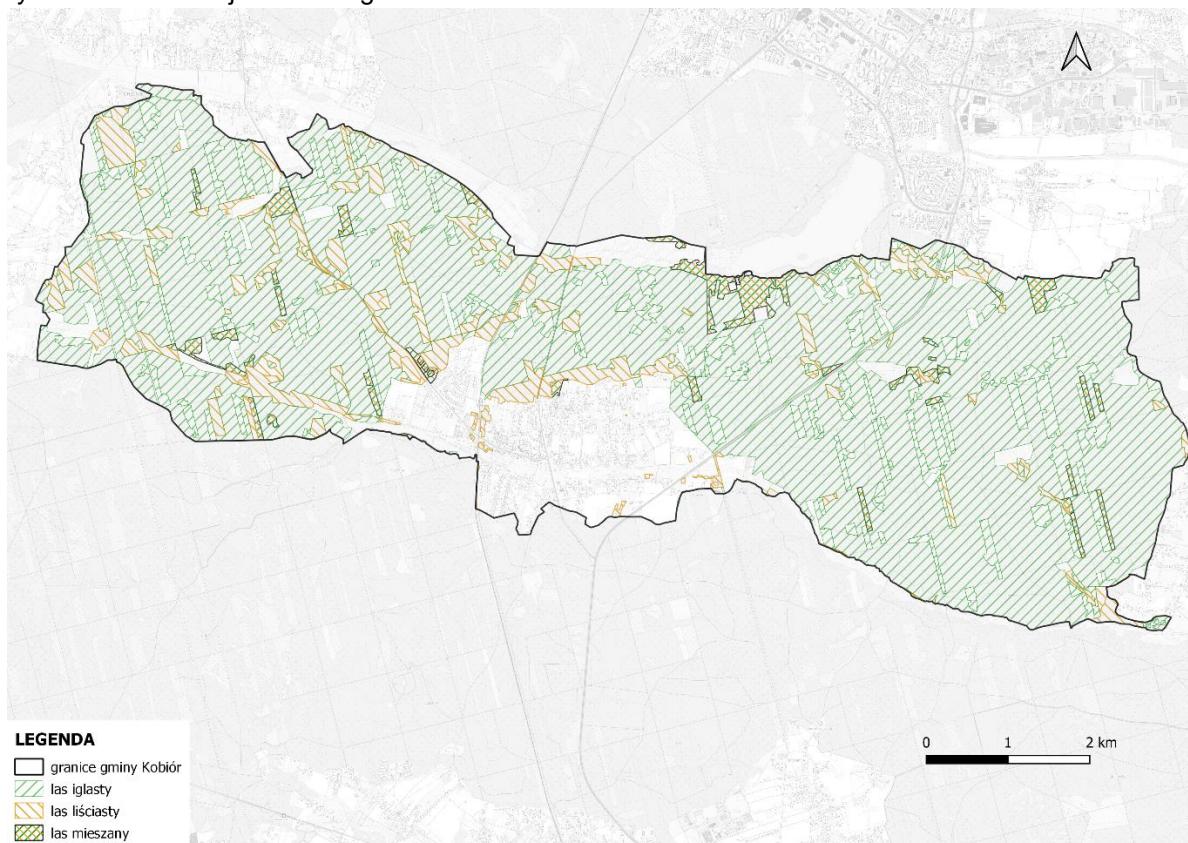 0 1 2 km
LEGENDA
granice gminy Kobiór
las iglasty
las liściasty
las mieszany